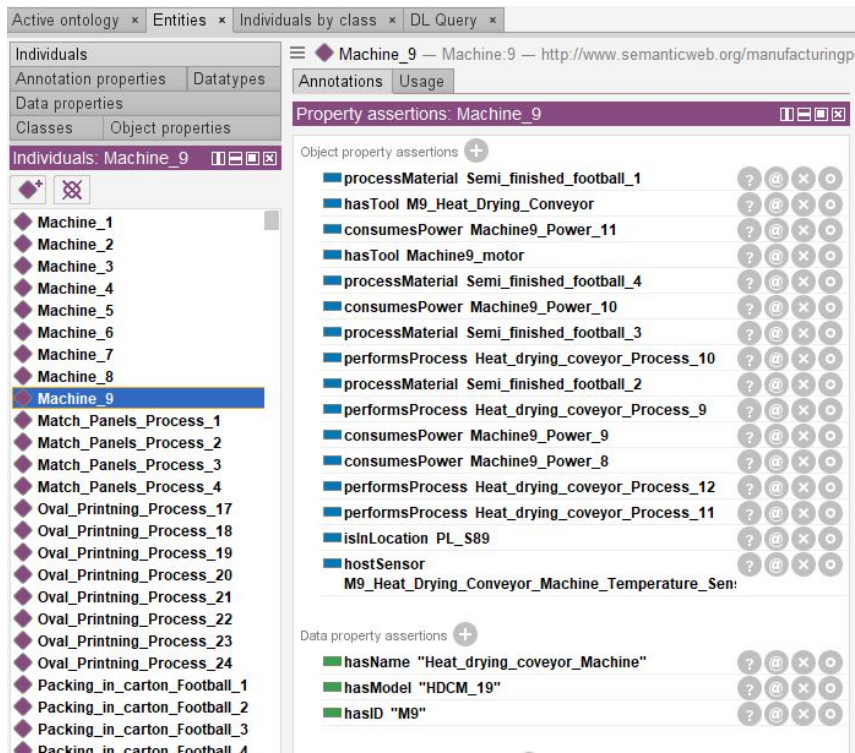 Active ontology × Entities × Individuals by class × DL Query ×
Individuals
Annotation properties Datatypes
Data properties
Classes Object properties
Individuals: Machine_9
Machine_1
Machine_2
Machine_3
Machine_4
Machine_5
Machine_6
Machine_7
Machine_8
Machine_9
Match_Panels_Process_1
Match_Panels_Process_2
Match_Panels_Process_3
Match_Panels_Process_4
Oval_Printning_Process_17
Oval_Printning_Process_18
Oval_Printning_Process_19
Oval_Printning_Process_20
Oval_Printning_Process_21
Oval_Printning_Process_22
Oval_Printning_Process_23
Oval_Printning_Process_24
Packing_in_carton_Football_1
Packing_in_carton_Football_2
Packing_in_carton_Football_3
Packing_in_carton_Football_4
Machine_9 — Machine:9 — http://www.semanticweb.org/manufacturingp
Annotations Usage
Property assertions: Machine_9
Object property assertions
processMaterial Semi_finished_football_1
hasTool M9_Heat_Drying_Conveyor
consumesPower Machine9_Power_11
hasTool Machine9_motor
processMaterial Semi_finished_football_4
consumesPower Machine9_Power_10
processMaterial Semi_finished_football_3
performsProcess Heat_drying_coveyor_Process_10
processMaterial Semi_finished_football_2
performsProcess Heat_drying_coveyor_Process_9
consumesPower Machine9_Power_9
consumesPower Machine9_Power_8
performsProcess Heat_drying_coveyor_Process_12
performsProcess Heat_drying_coveyor_Process_11
isInLocation PL_S89
hostSensor
M9_Heat_Drying_Conveyor_Machine_Temperature_Sen
Data property assertions
hasName "Heat_drying_coveyor_Machine"
hasModel "HDCM_19"
hasID "M9"